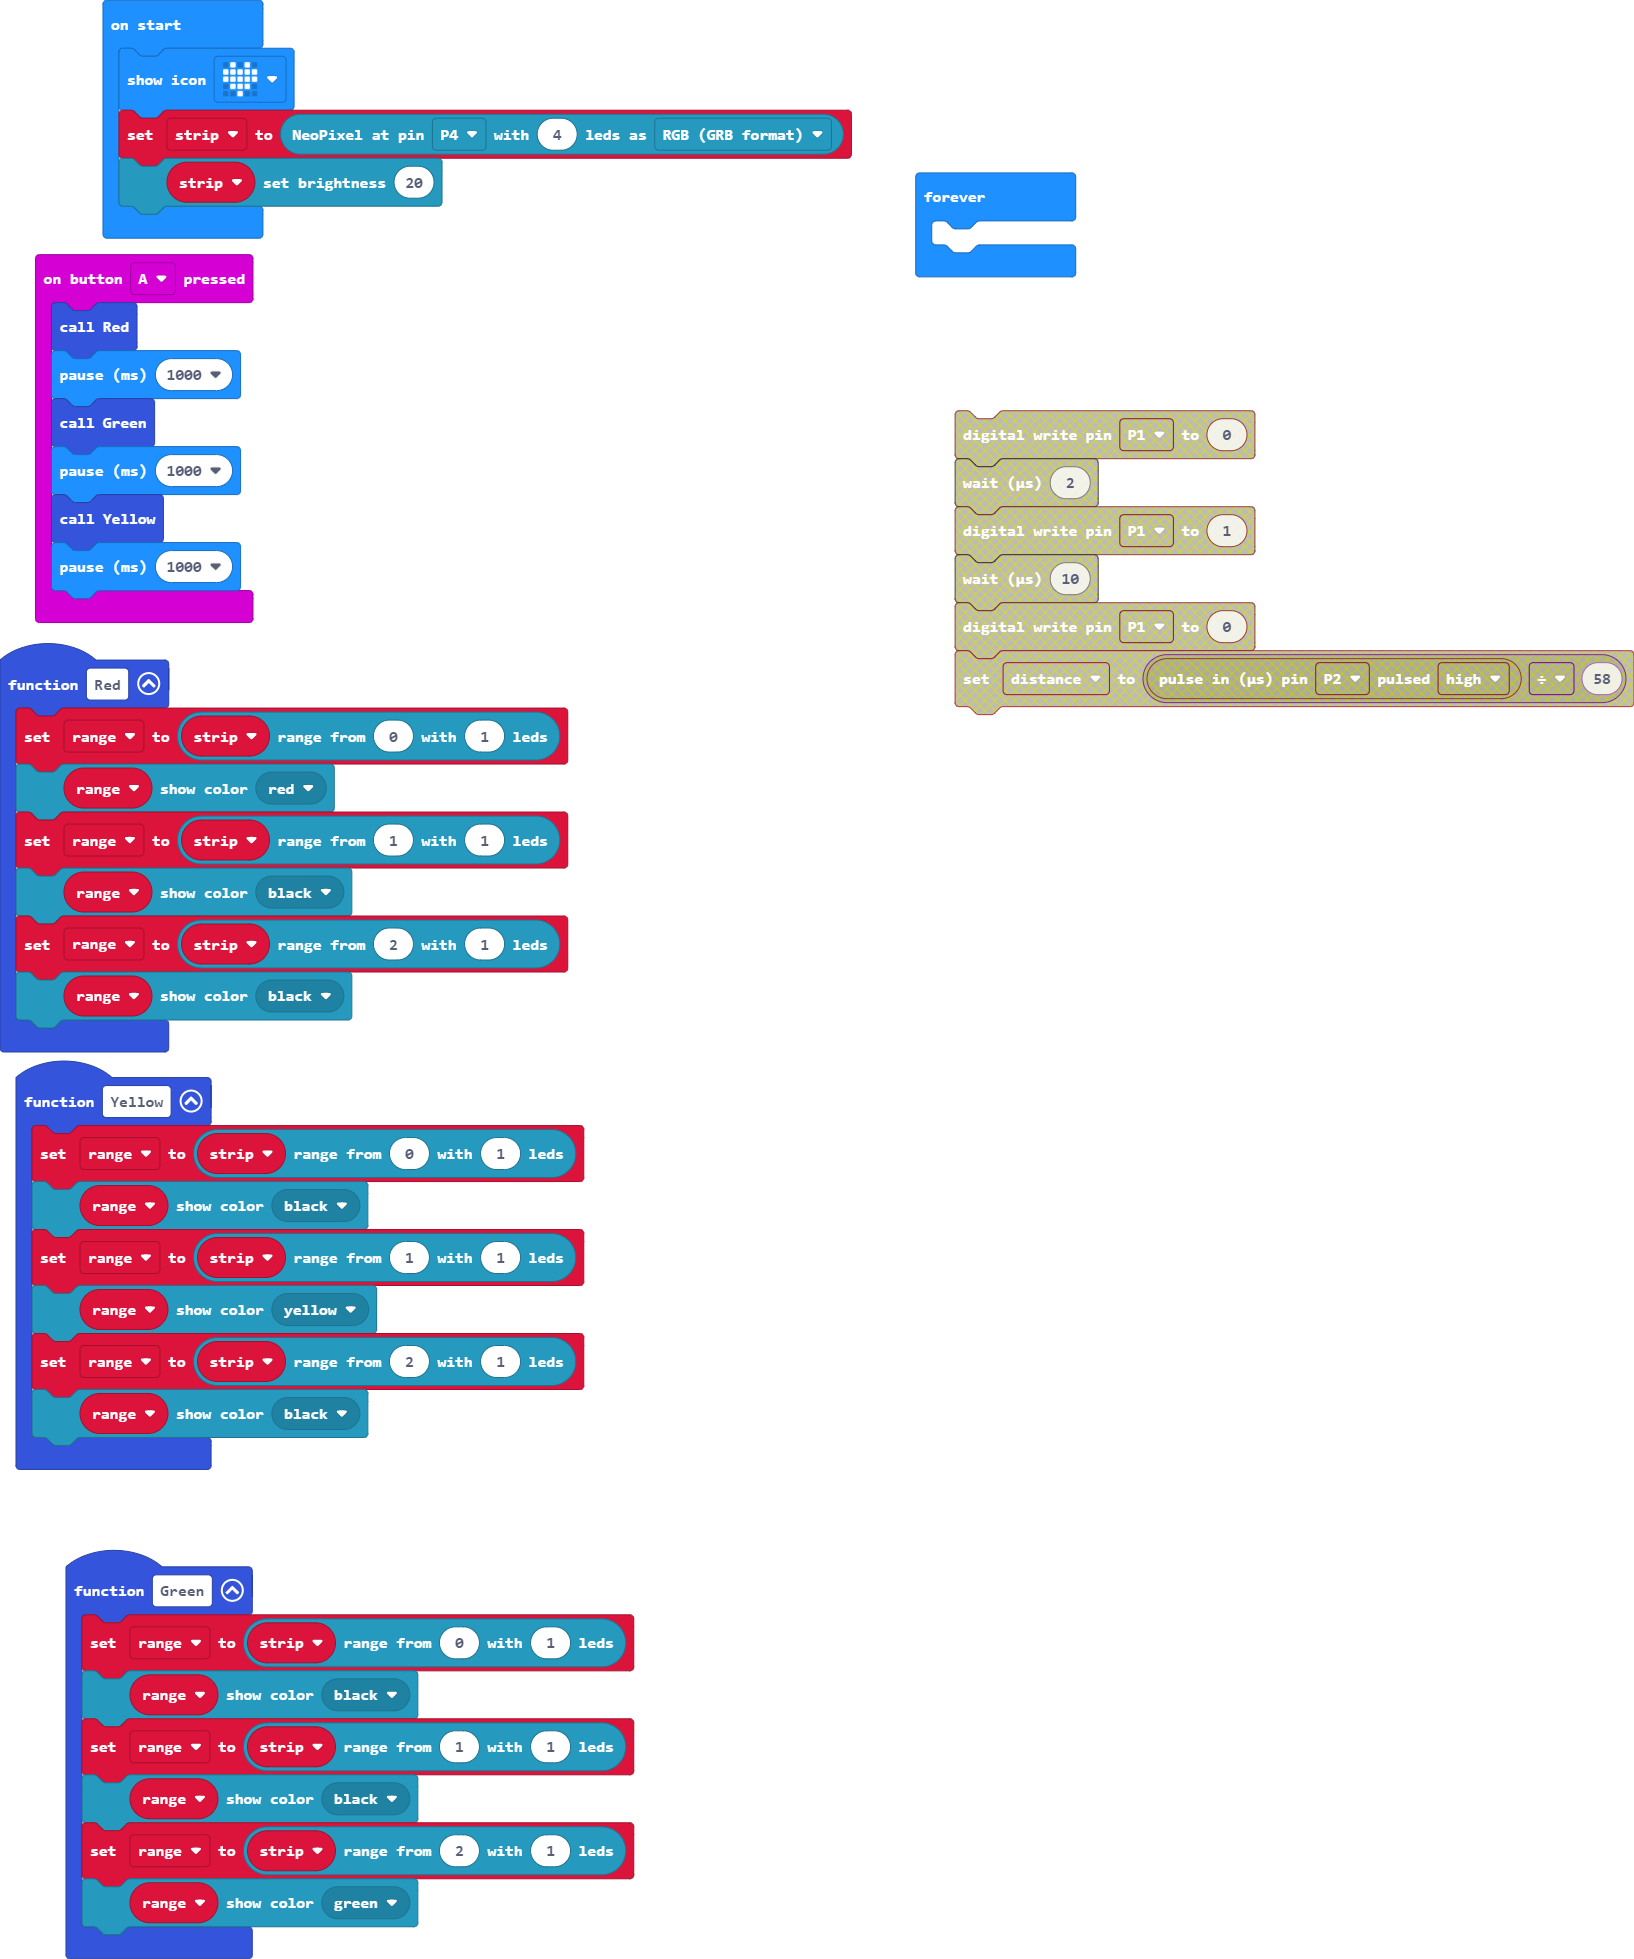 on start
show icon
set strip to NeoPixel at pin P4 with 4 leds as RGB (GRB format)
strip set brightness 20
forever
on button A pressed
call Red
pause (ms) 1000
call Green
pause (ms) 1000
call Yellow
pause (ms) 1000
digital write pin P1 to 0
wait (µs) 2
digital write pin P1 to 1
wait (µs) 10
digital write pin P1 to 0
set distance to pulse in (µs) pin P2 pulsed high ÷ 58
function Red
set range to strip range from 0 with 1 leds
range show color red
set range to strip range from 1 with 1 leds
range show color black
set range to strip range from 2 with 1 leds
range show color black
function Yellow
set range to strip range from 0 with 1 leds
range show color black
set range to strip range from 1 with 1 leds
range show color yellow
set range to strip range from 2 with 1 leds
range show color black
function Green
set range to strip range from 0 with 1 leds
range show color black
set range to strip range from 1 with 1 leds
range show color black
set range to strip range from 2 with 1 leds
range show color green